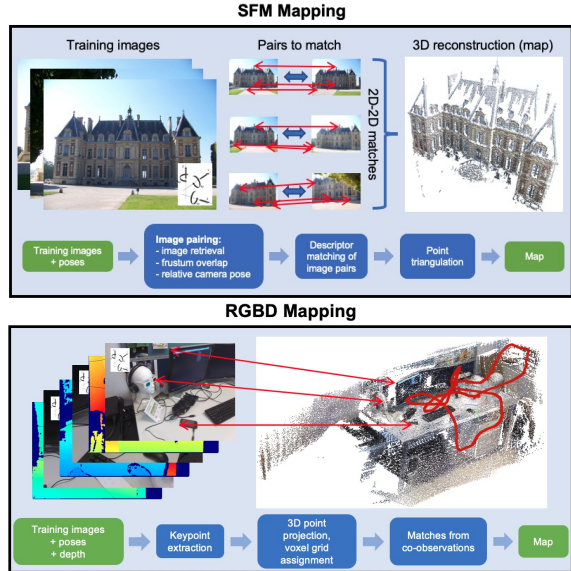 SFM Mapping
Training images
Pairs to match
3D reconstruction (map)
2D-2D matches
Training images
+ poses
Image pairing:
- image retrieval
- frustum overlap
- relative camera pose
Descriptor
matching of
image pairs
Point
triangulation
Map
RGBD Mapping
Training images
+ poses
+ depth
Keypoint
extraction
3D point
projection,
voxel grid
assignment
Matches from
co-observations
Map